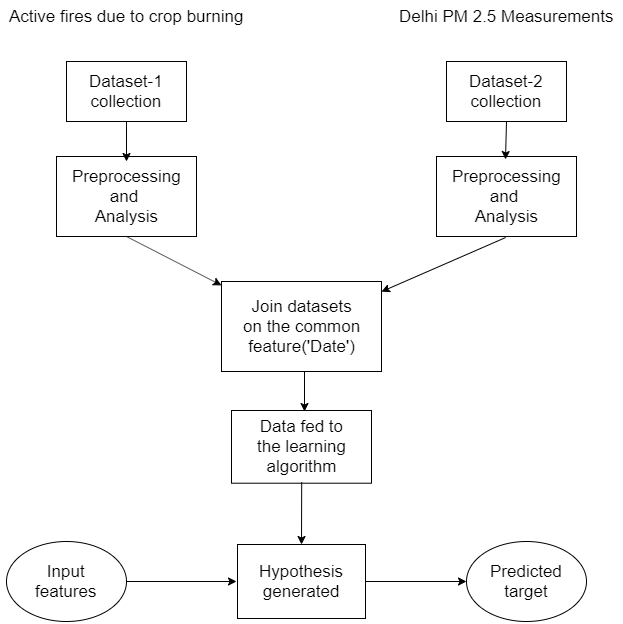 Active fires due to crop burning
Delhi PM 2.5 Measurements
Dataset-1
collection
Dataset-2
collection
Preprocessing
and
Analysis
Preprocessing
and
Analysis
Join datasets
on the common
feature('Date')
Data fed to
the learning
algorithm
Input
features
Hypothesis
generated
Predicted
target